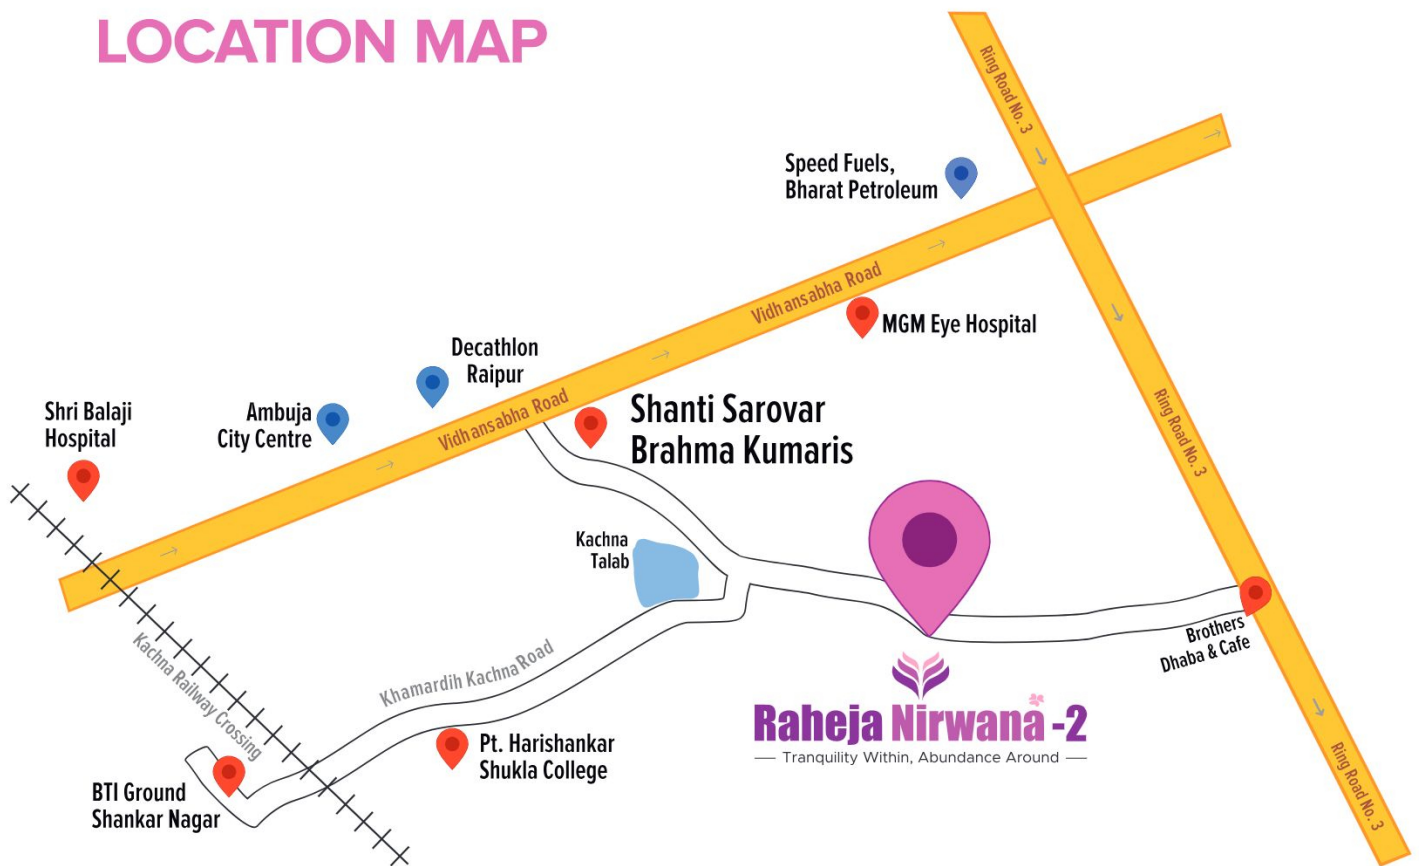 LOCATION MAP
Ring Road No. 3
Speed Fuels,
Bharat Petroleum
Vidhansabha Road
MGM Eye Hospital
Decathlon
Raipur
Ambuja
City Centre
Shri Balaji
Hospital
Vidhansabha Road
Shanti Sarovar
Brahma Kumaris
Ring Road No. 3
Kachna
Talab
Brothers
Dhaba & Cafe
Kachna Railway Crossing
Khamardih Kachna Road
Raheja Nirwana -2
Tranquility Within, Abundance Around
Pt. Harishankar
Shukla College
BTI Ground
Shankar Nagar
Ring Road No. 3